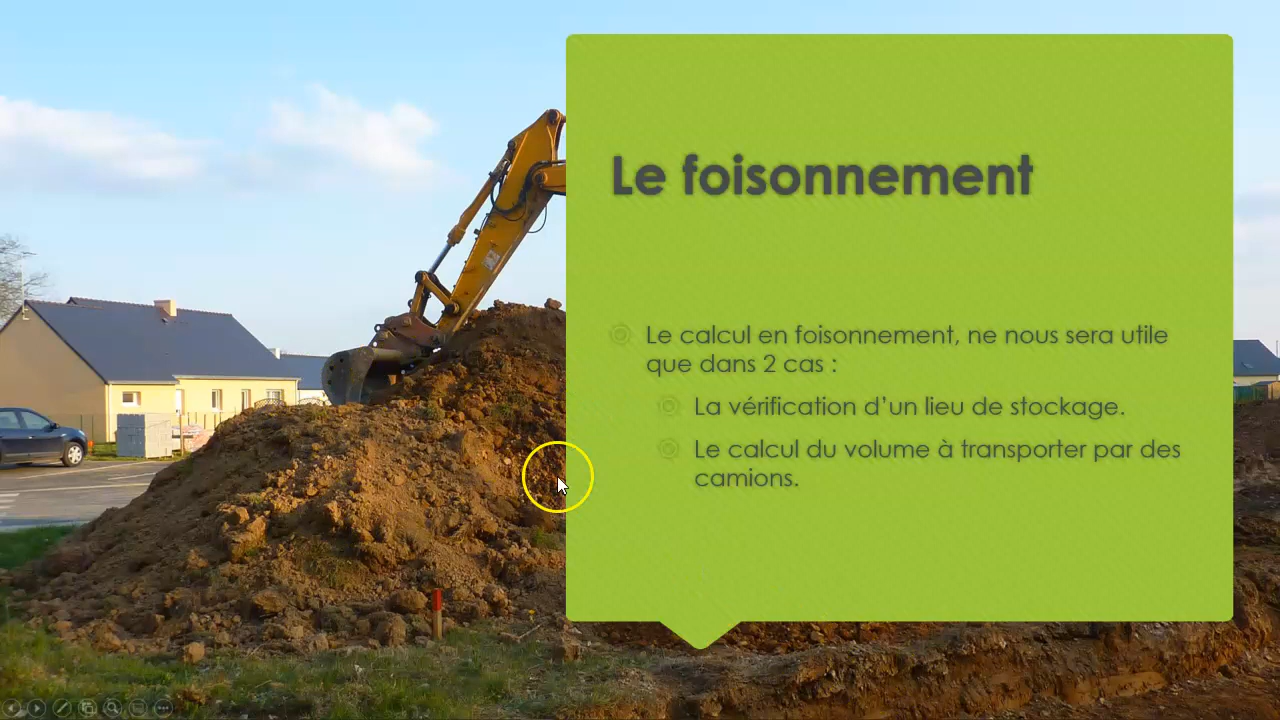 Le foisonnement
Le calcul en foisonnement, ne nous sera utile
que dans 2 cas :
La vérification d’un lieu de stockage.
Le calcul du volume à transporter par des
camions.